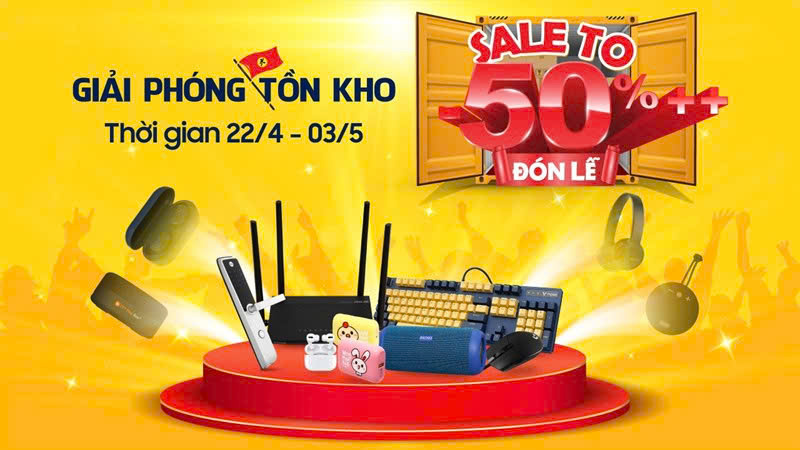 GIẢI PHÓNG TỒN KHO
Thời gian 22/4 - 03/5
SALE TO
50%++
ĐÓN LỄ